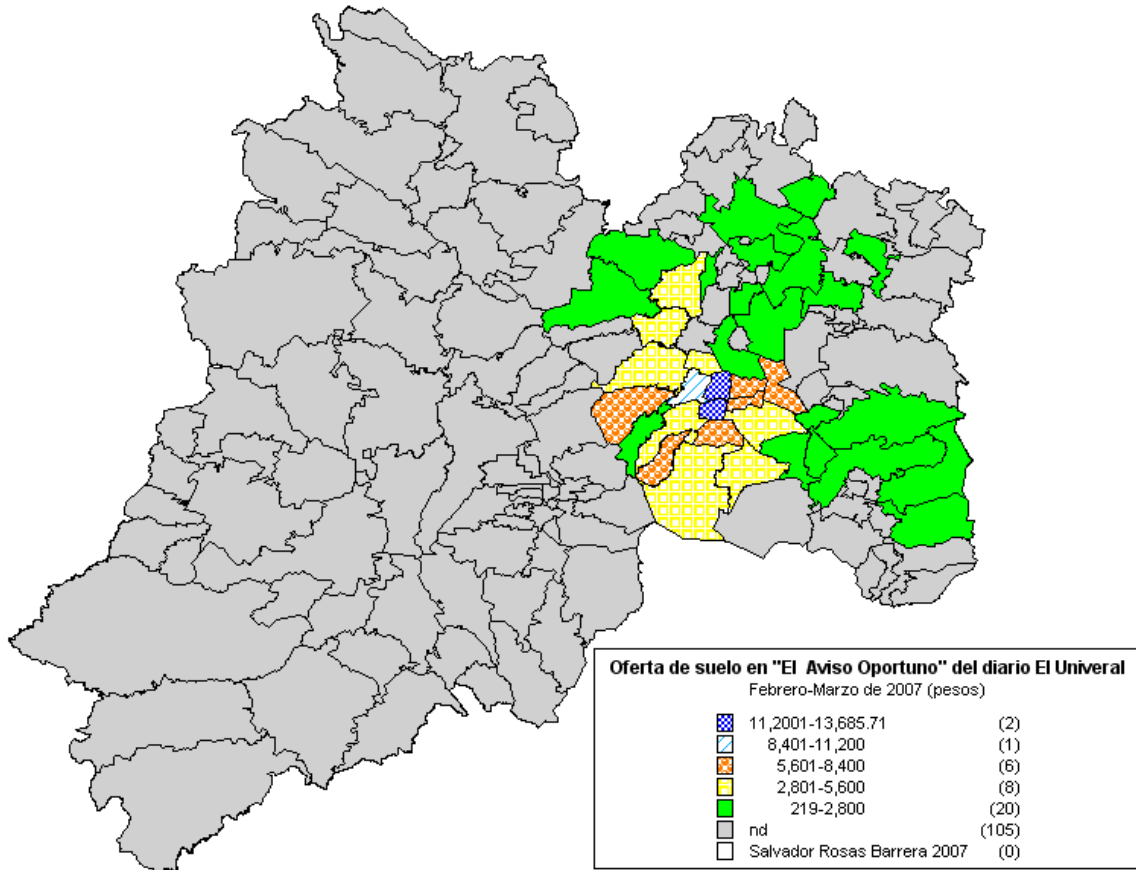 Oferta de suelo en "El Aviso Oportuno" del diario El Univeral
Febrero-Marzo de 2007 (pesos)
11,2001-13,685.71 (2)
8,401-11,200 (1)
5,601-8,400 (6)
2,801-5,600 (8)
219-2,800 (20)
nd (105)
Salvador Rosas Barrera 2007 (0)